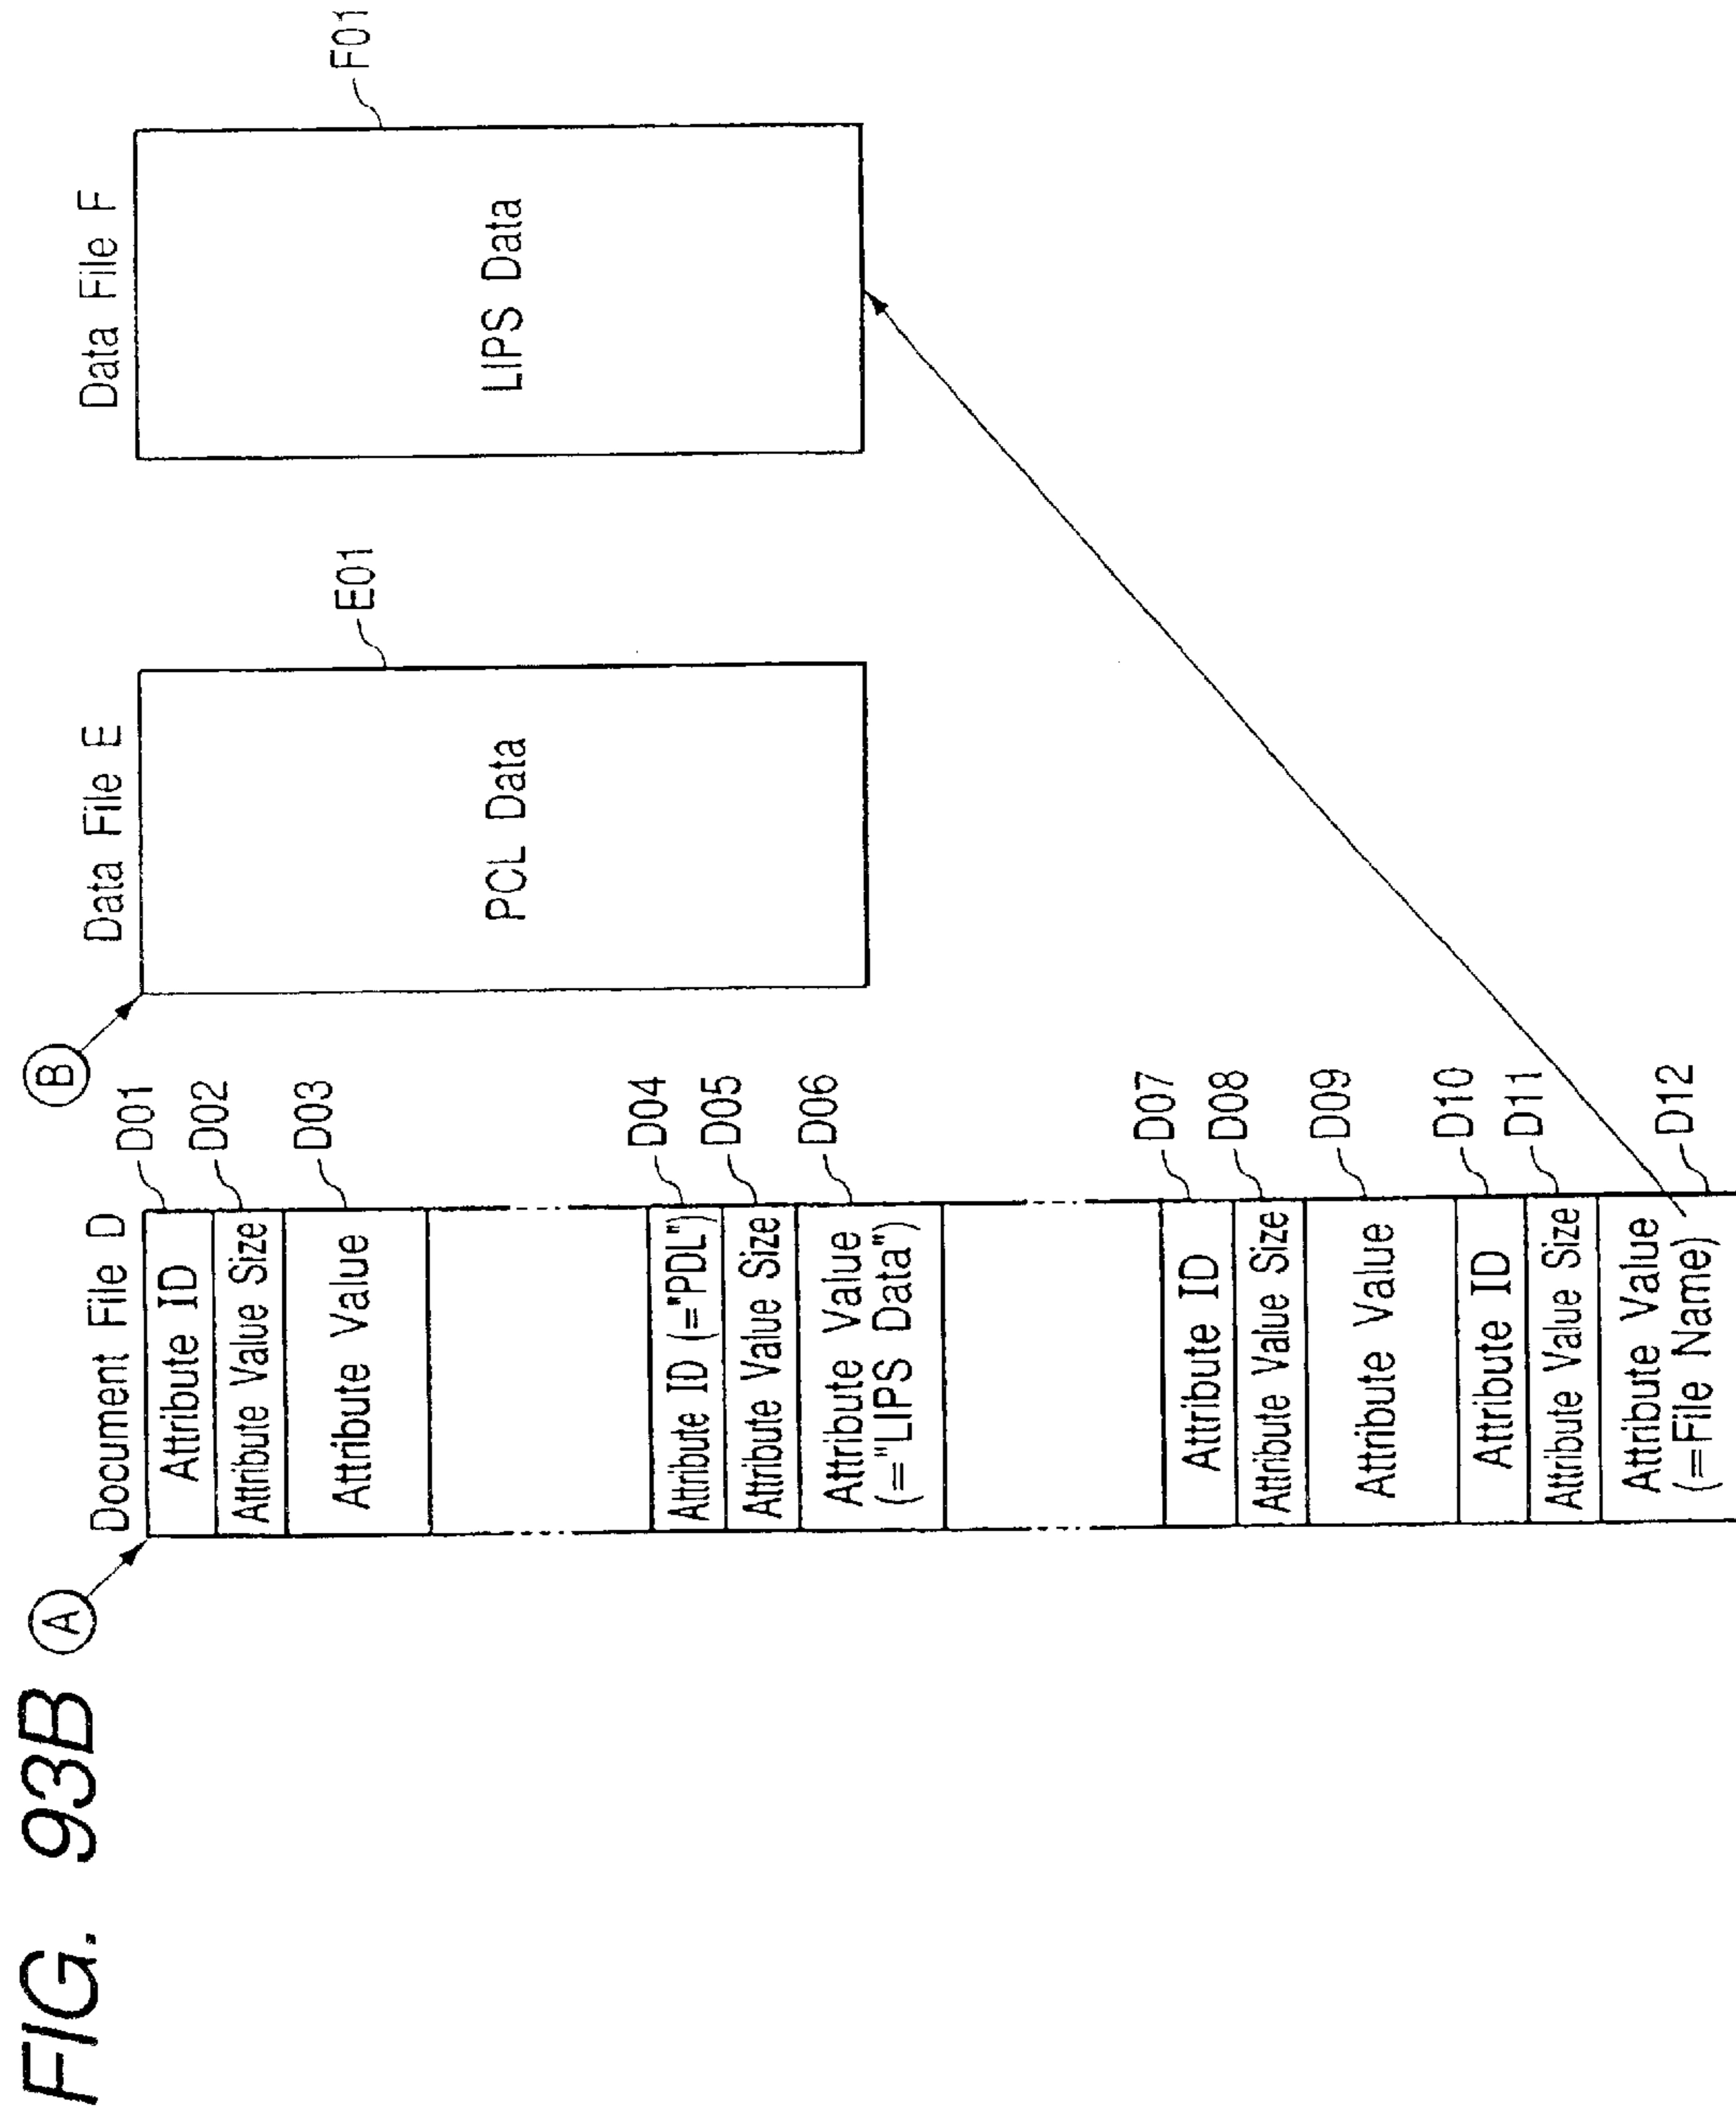 FIG. 93B
A
Document File D
Attribute ID
D01
Attribute Value Size
D02
Attribute Value
D03
Attribute ID (="PDL")
D04
Attribute Value Size
D05
Attribute Value
(="LIPS Data")
D06
Attribute ID
D07
Attribute Value Size
D08
Attribute Value
D09
Attribute ID
D10
Attribute Value Size
D11
Attribute Value
(=File Name)
D12
B
Data File E
PCL Data
E01
Data File F
LIPS Data
F01